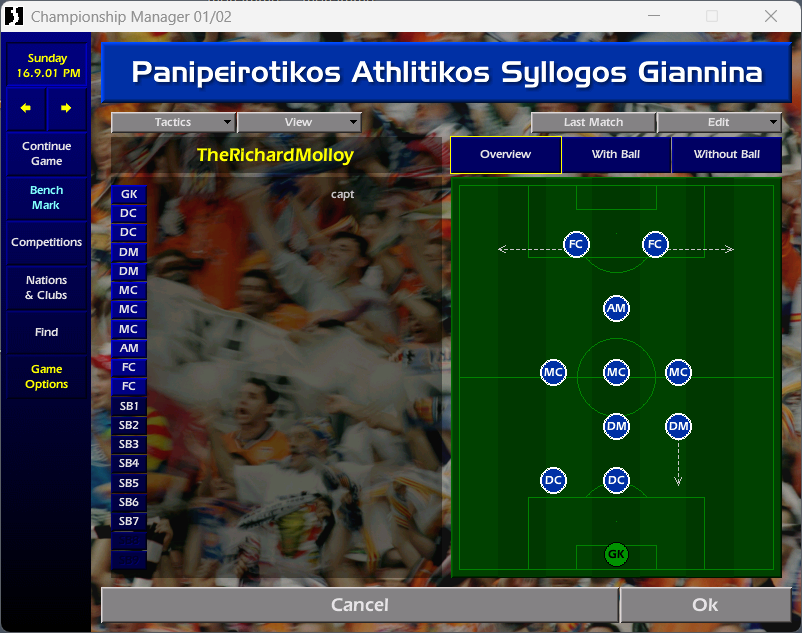 Championship Manager 01/02
Sunday
16.9.01 PM
Continue
Game
Bench
Mark
Competitions
Nations
& Clubs
Find
Game
Options
Panipeirotikos Athlitikos Syllogos Giannina
Tactics View Last Match Edit
TheRichardMolloy
Overview With Ball Without Ball
GK capt
DC
DC
DM
DM
MC
MC
MC
AM
FC
FC
SB1
SB2
SB3
SB4
SB5
SB6
SB7
FC FC
AM
MC MC MC
DM DM
DC DC
GK
Cancel Ok